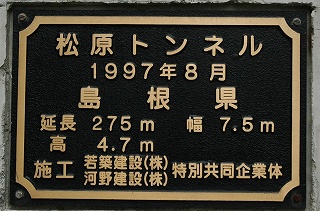 松原トンネル
1997年8月
島根県
延長 275m 幅 7.5m
高 4.7m
施工 若築建設(株) 特別共同企業体
河野建設(株)